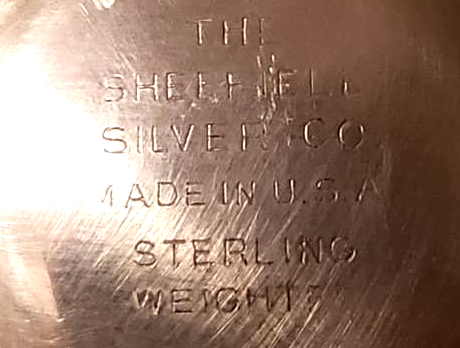 THE
SHEFFIELD
SILVER CO.
MADE IN U.S.A
STERLING
WEIGHTED